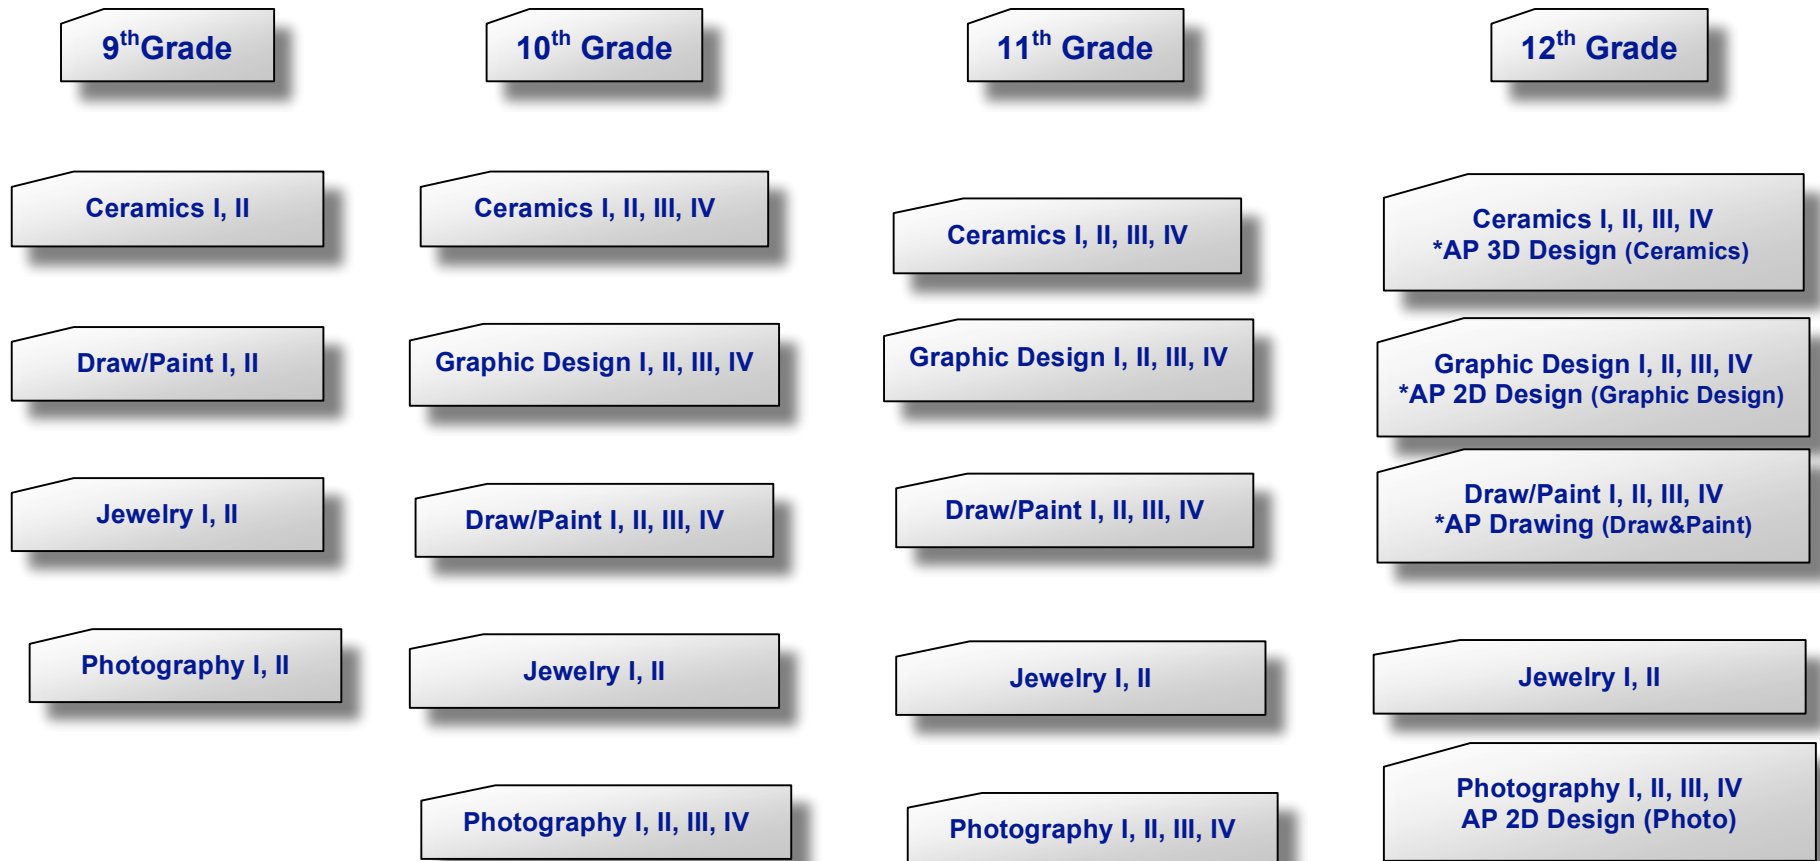 9thGrade
10th Grade
11th Grade
12th Grade
Ceramics I, II
Ceramics I, II, III, IV
Ceramics I, II, III, IV
Ceramics I, II, III, IV
*AP 3D Design (Ceramics)
Draw/Paint I, II
Graphic Design I, II, III, IV
Graphic Design I, II, III, IV
Graphic Design I, II, III, IV
*AP 2D Design (Graphic Design)
Jewelry I, II
Draw/Paint I, II, III, IV
Draw/Paint I, II, III, IV
Draw/Paint I, II, III, IV
*AP Drawing (Draw&Paint)
Photography I, II
Jewelry I, II
Jewelry I, II
Jewelry I, II
Photography I, II, III, IV
Photography I, II, III, IV
Photography I, II, III, IV
AP 2D Design (Photo)